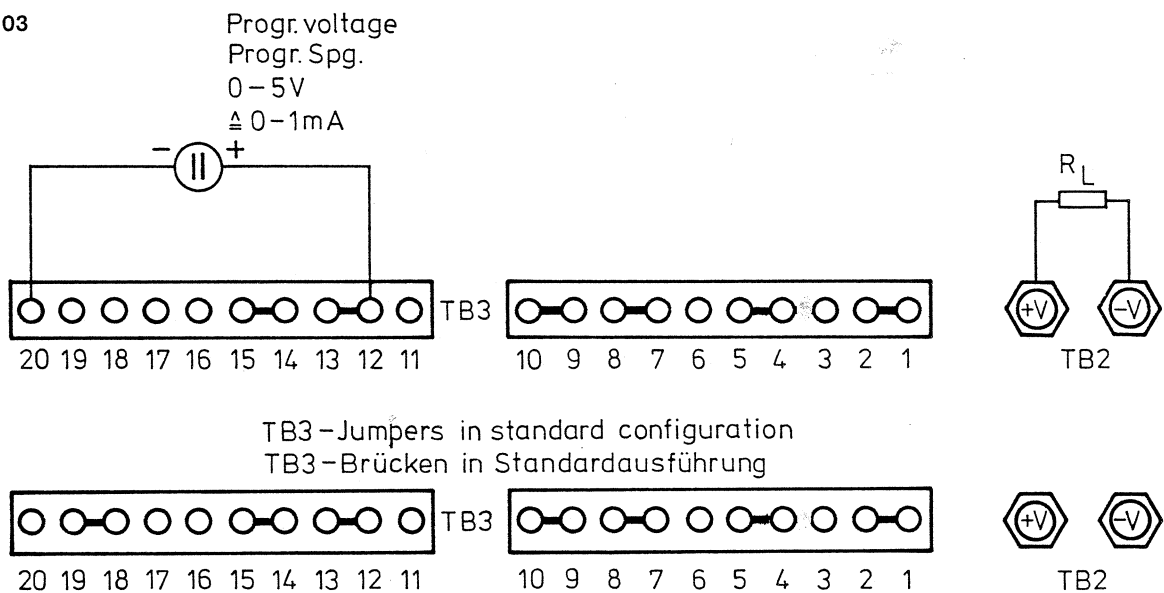 03
Progr. voltage
Progr. Spg.
0-5V
≙ 0-1mA
- +
R L
+V -V
TB3
20 19 18 17 16 15 14 13 12 11
10 9 8 7 6 5 4 3 2 1
TB2
TB3-Jumpers in standard configuration
TB3-Brücken in Standardausführung
TB3
+V -V
20 19 18 17 16 15 14 13 12 11
10 9 8 7 6 5 4 3 2 1
TB2